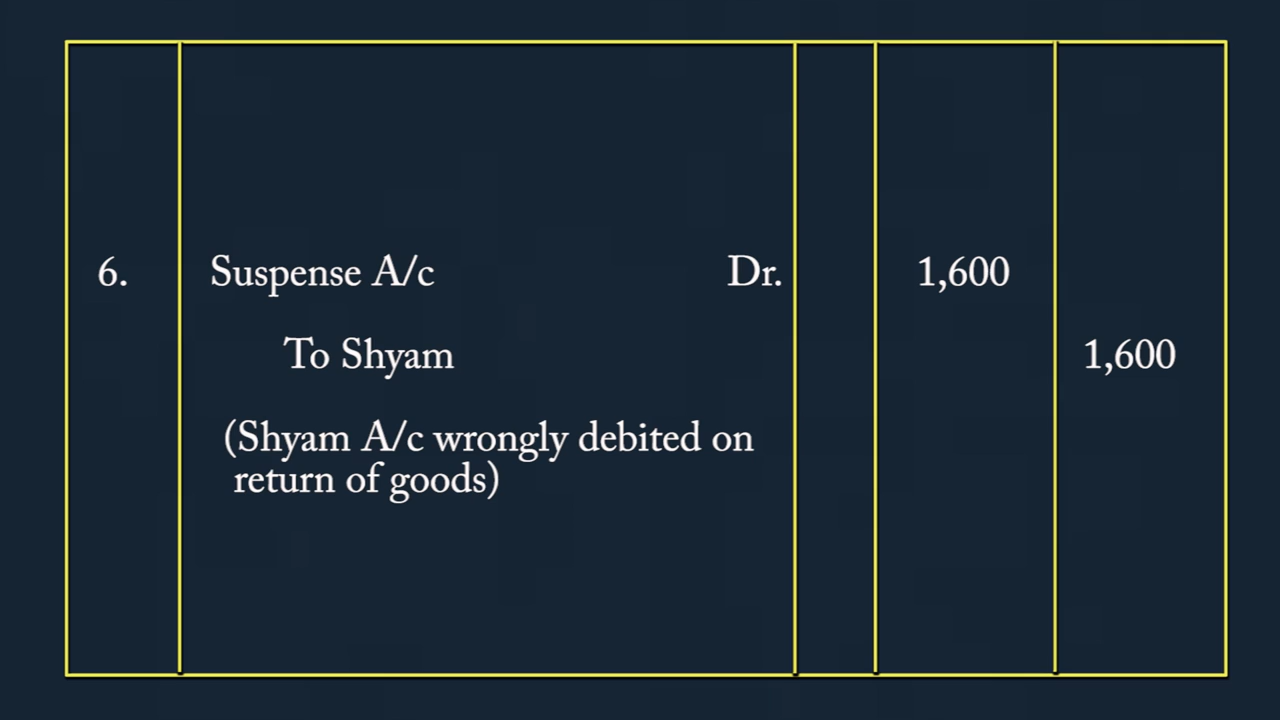 6. Suspense A/c Dr. 1,600
To Shyam 1,600
(Shyam A/c wrongly debited on
return of goods)